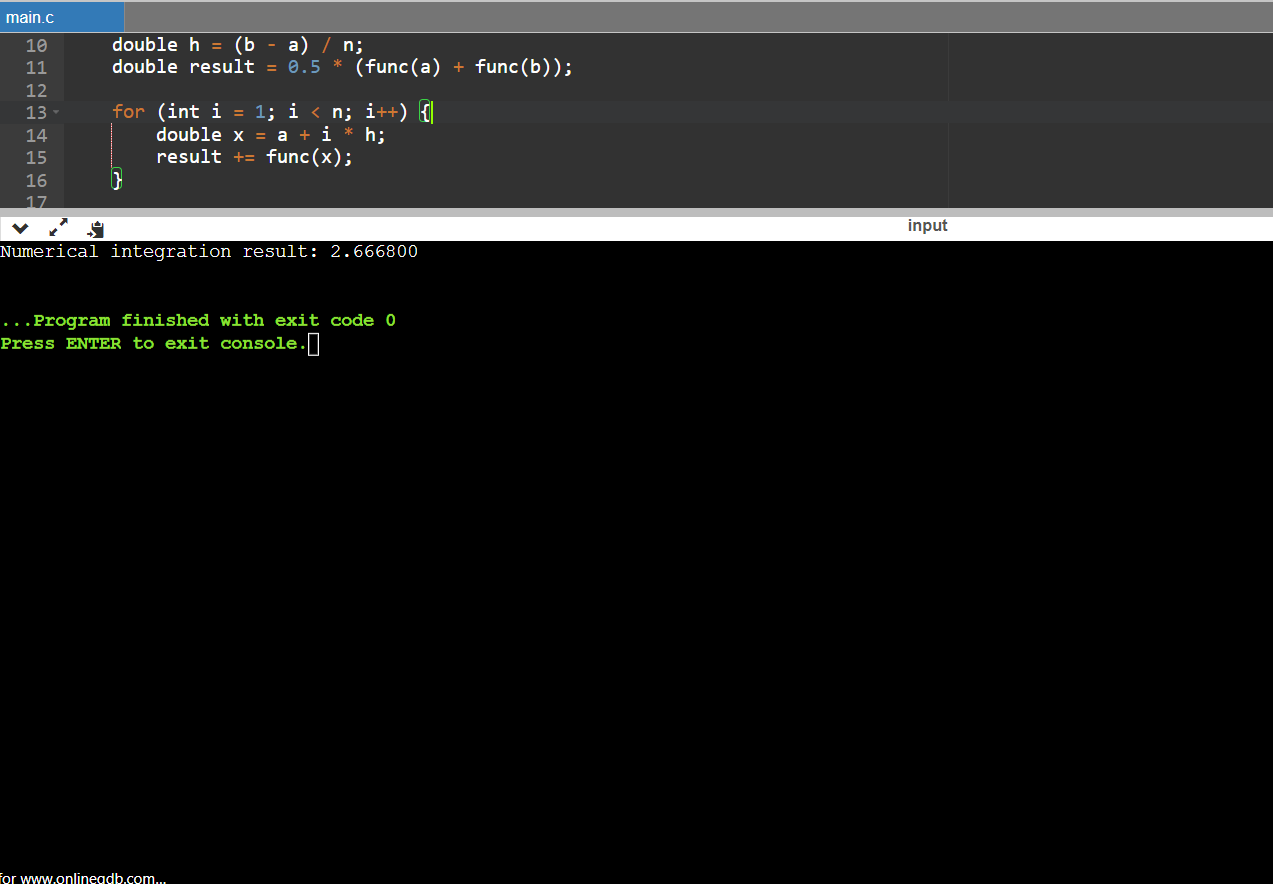 main.c
10 double h = (b - a) / n;
11 double result = 0.5 * (func(a) + func(b));
12
13 for (int i = 1; i < n; i++) {
14 double x = a + i * h;
15 result += func(x);
16 }
17
input
Numerical integration result: 2.666800
...Program finished with exit code 0
Press ENTER to exit console.
for www.onlinegdb.com...